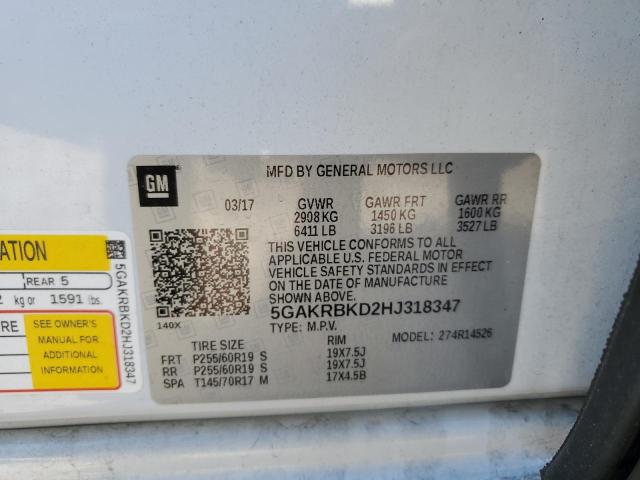 GM
MFD BY GENERAL MOTORS LLC
03/17 GVWR GAWR FRT GAWR RR
2908 KG 1450 KG 1600 KG
6411 LB 3196 LB 3527 LB
THIS VEHICLE CONFORMS TO ALL
APPLICABLE U.S. FEDERAL MOTOR
VEHICLE SAFETY STANDARDS IN EFFECT
ON THE DATE OF MANUFACTURE
SHOWN ABOVE.
5GAKRBKD2HJ318347
TYPE: M.P.V. MODEL: 274R14526
140X
TIRE SIZE RIM
FRT P255/60R19 S 19X7.5J
RR P255/60R19 S 19X7.5J
SPA T145/70R17 M 17X4.5B
REAR 5
kg or 1591 lbs.
SEE OWNER'S
MANUAL FOR
ADDITIONAL
INFORMATION
5GAKRBKD2HJ318347